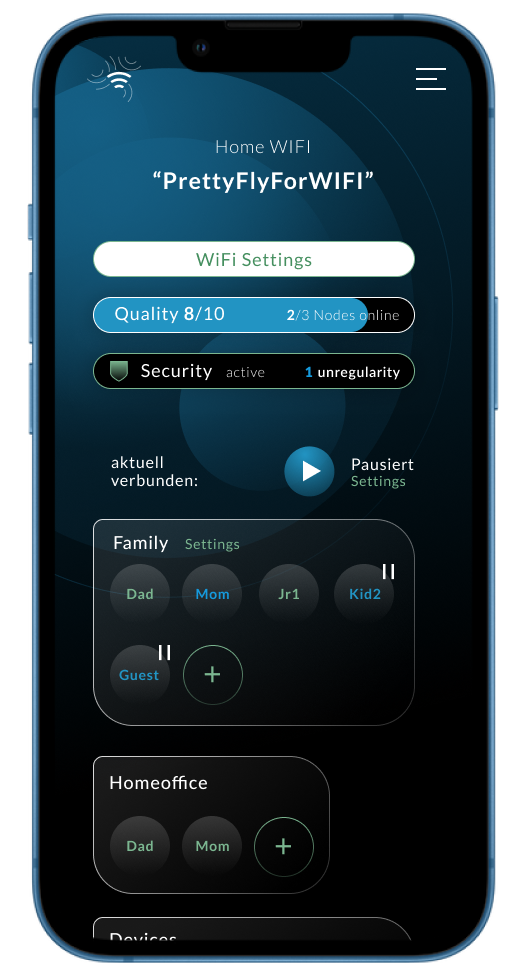 Home WIFI
“PrettyFlyForWIFI”
WiFi Settings
Quality 8/10 2/3 Nodes online
Security active 1 unregularity
aktuell
verbunden:
Pausiert
Settings
Family Settings
Dad Mom Jr1 Kid2
Guest +
Homeoffice
Dad Mom +
Devices